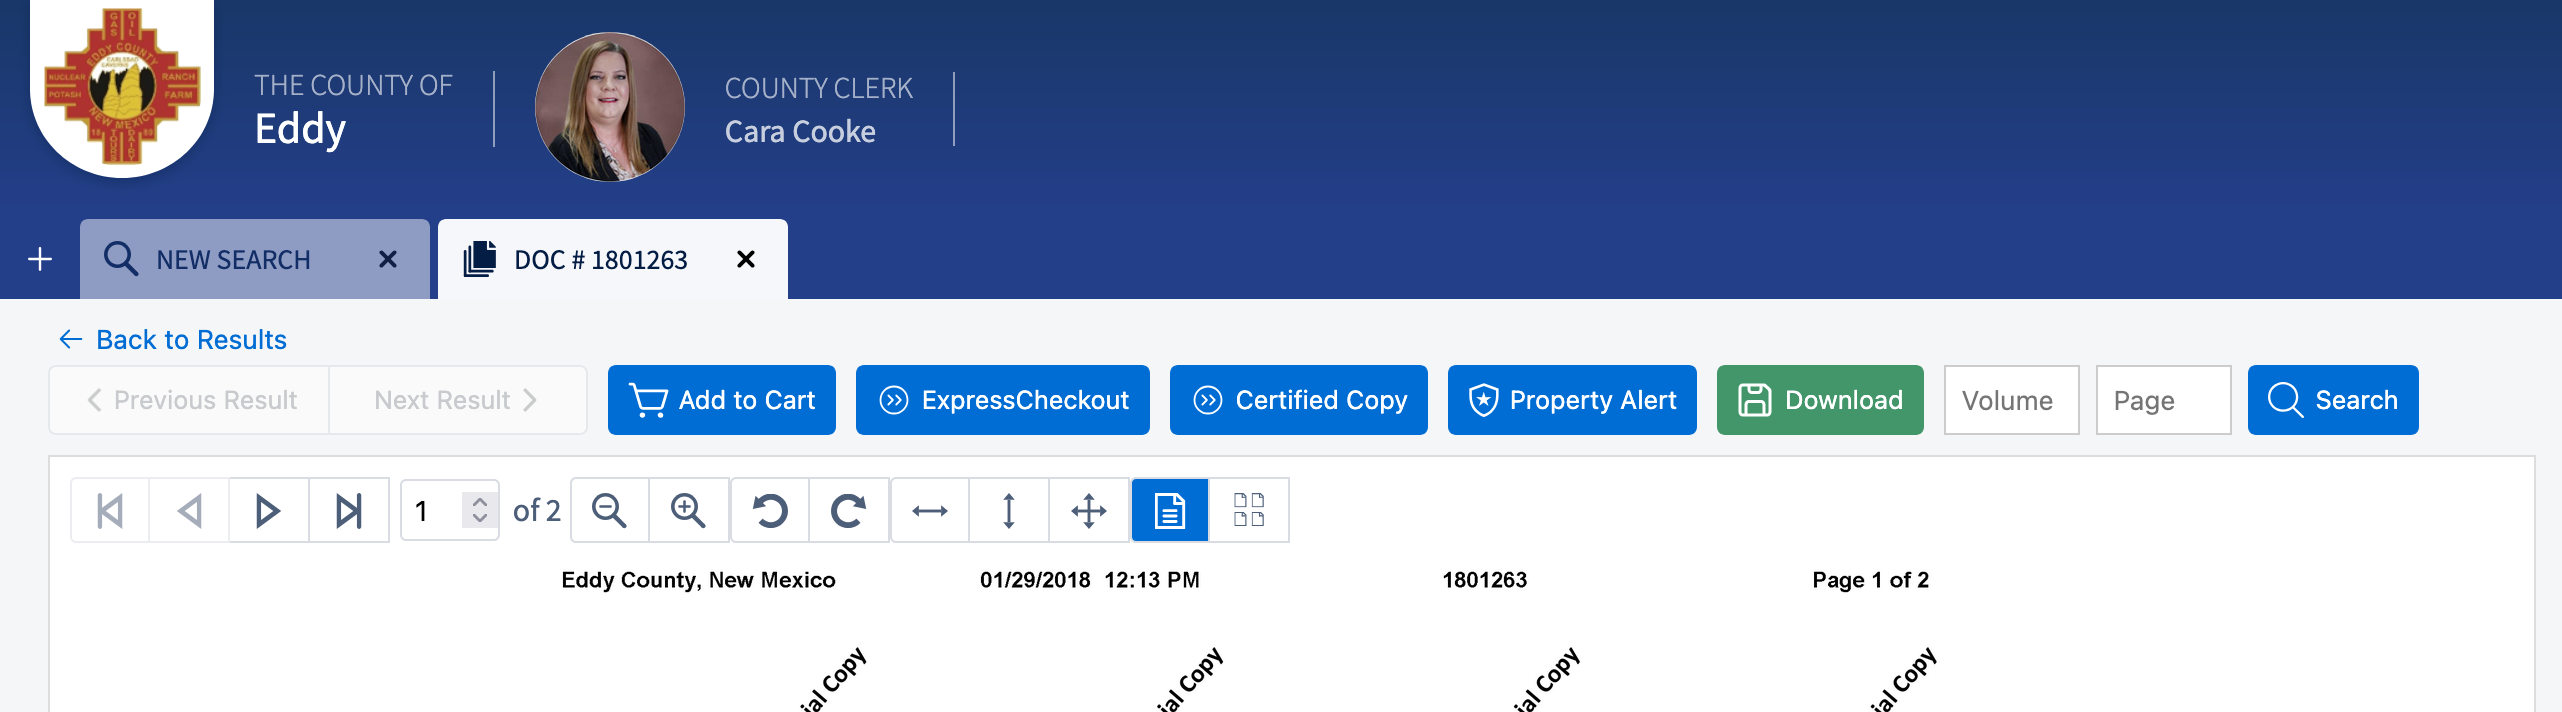 GAS OIL
EDDY COUNTY
CARLSBAD CAVERNS
NUCLEAR RANCH
POTASH FARM
NEW MEXICO
18 89
TOURS DAIRY
THE COUNTY OF
Eddy
COUNTY CLERK
Cara Cooke
+ NEW SEARCH × DOC # 1801263 ×
← Back to Results
Previous Result Next Result Add to Cart ExpressCheckout Certified Copy Property Alert Download Volume Page Search
1 of 2
Eddy County, New Mexico 01/29/2018 12:13 PM 1801263 Page 1 of 2
ial Copy ial Copy ial Copy ial Copy